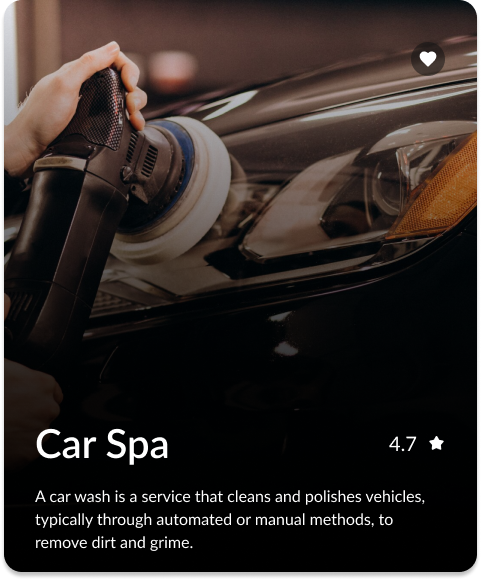 Car Spa
4.7
A car wash is a service that cleans and polishes vehicles,
typically through automated or manual methods, to
remove dirt and grime.